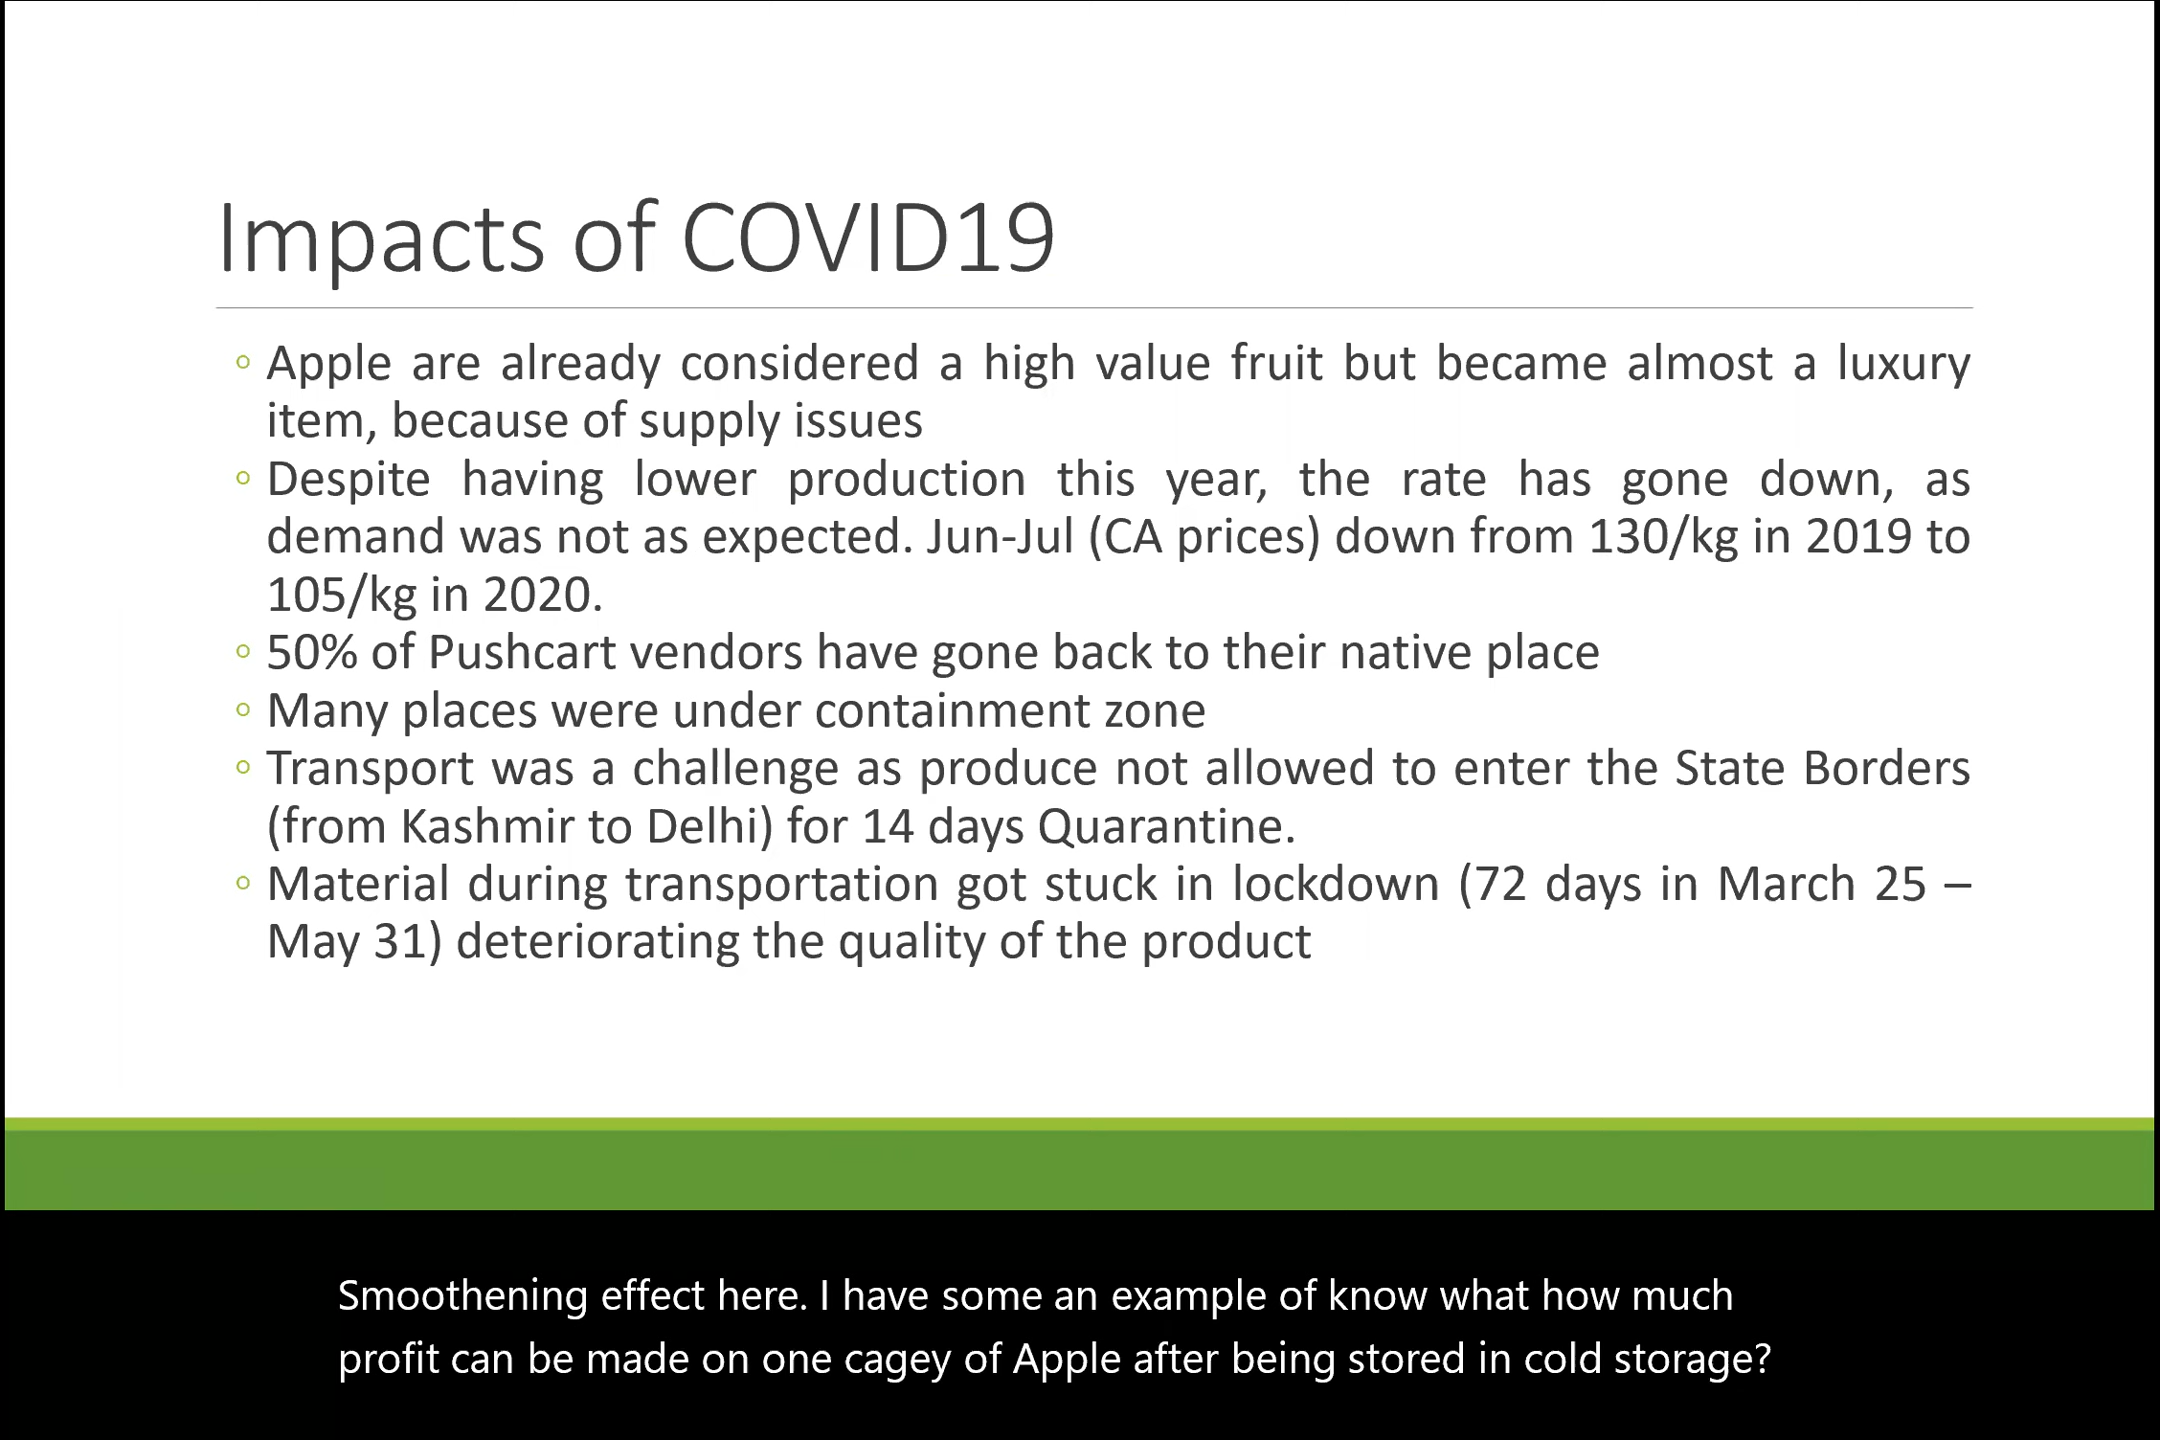 Impacts of COVID19
◦ Apple are already considered a high value fruit but became almost a luxury
item, because of supply issues
◦ Despite having lower production this year, the rate has gone down, as
demand was not as expected. Jun-Jul (CA prices) down from 130/kg in 2019 to
105/kg in 2020.
◦ 50% of Pushcart vendors have gone back to their native place
◦ Many places were under containment zone
◦ Transport was a challenge as produce not allowed to enter the State Borders
(from Kashmir to Delhi) for 14 days Quarantine.
◦ Material during transportation got stuck in lockdown (72 days in March 25 –
May 31) deteriorating the quality of the product
Smoothening effect here. I have some an example of know what how much
profit can be made on one cagey of Apple after being stored in cold storage?